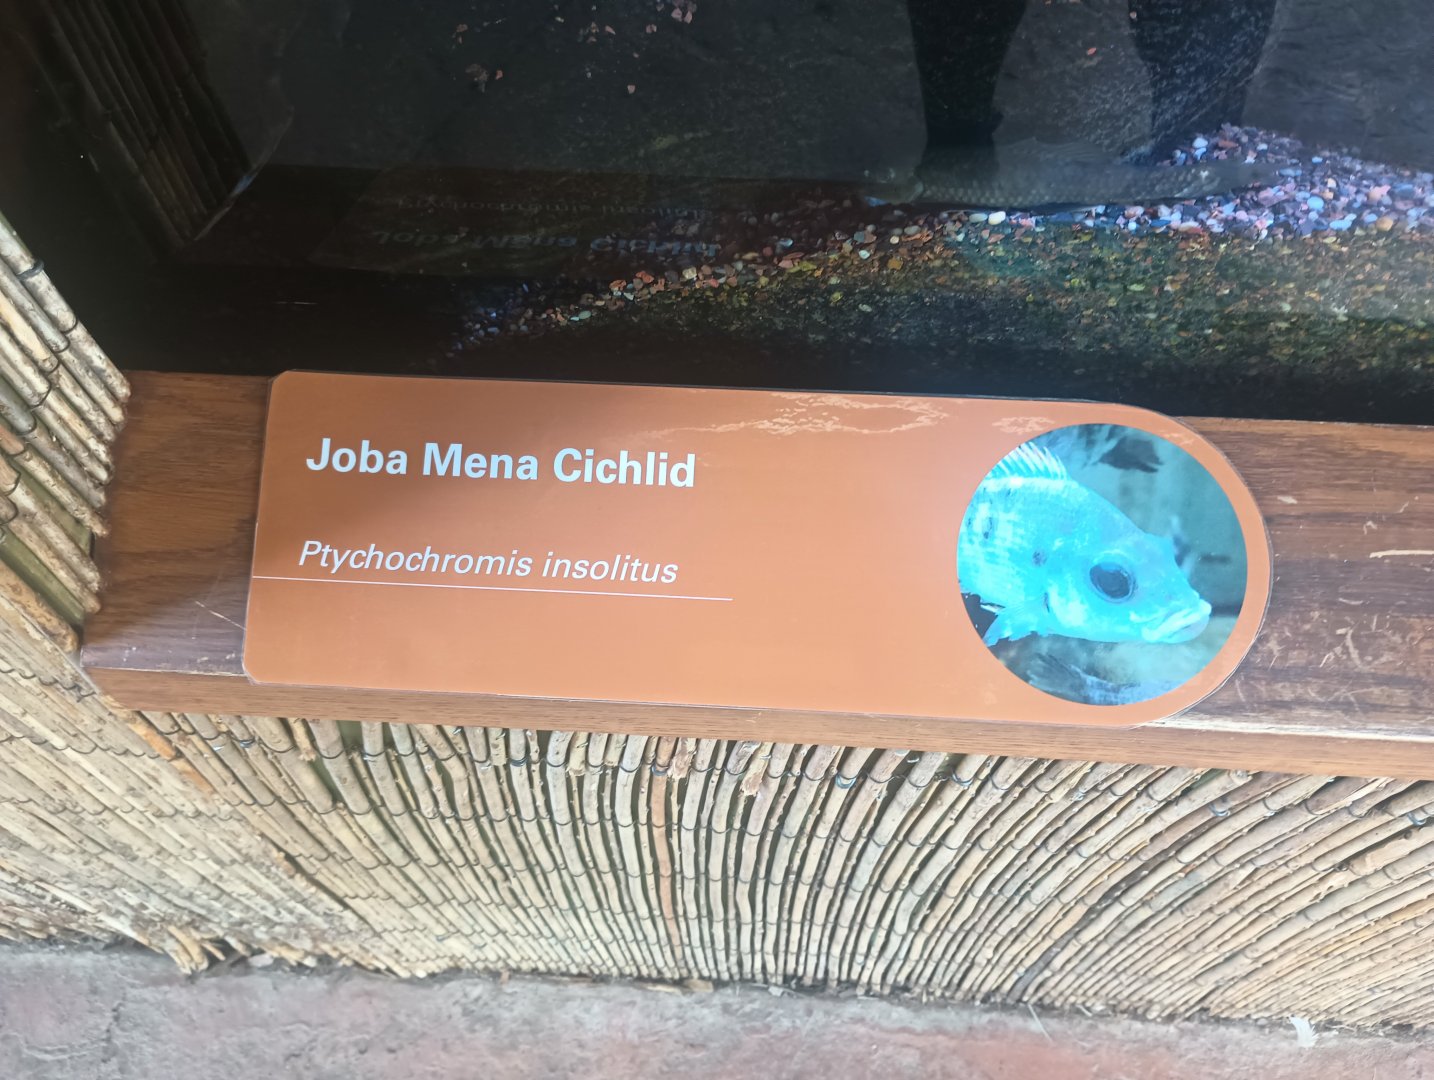 Joba Mena Cichlid
Ptychochromis insolitus